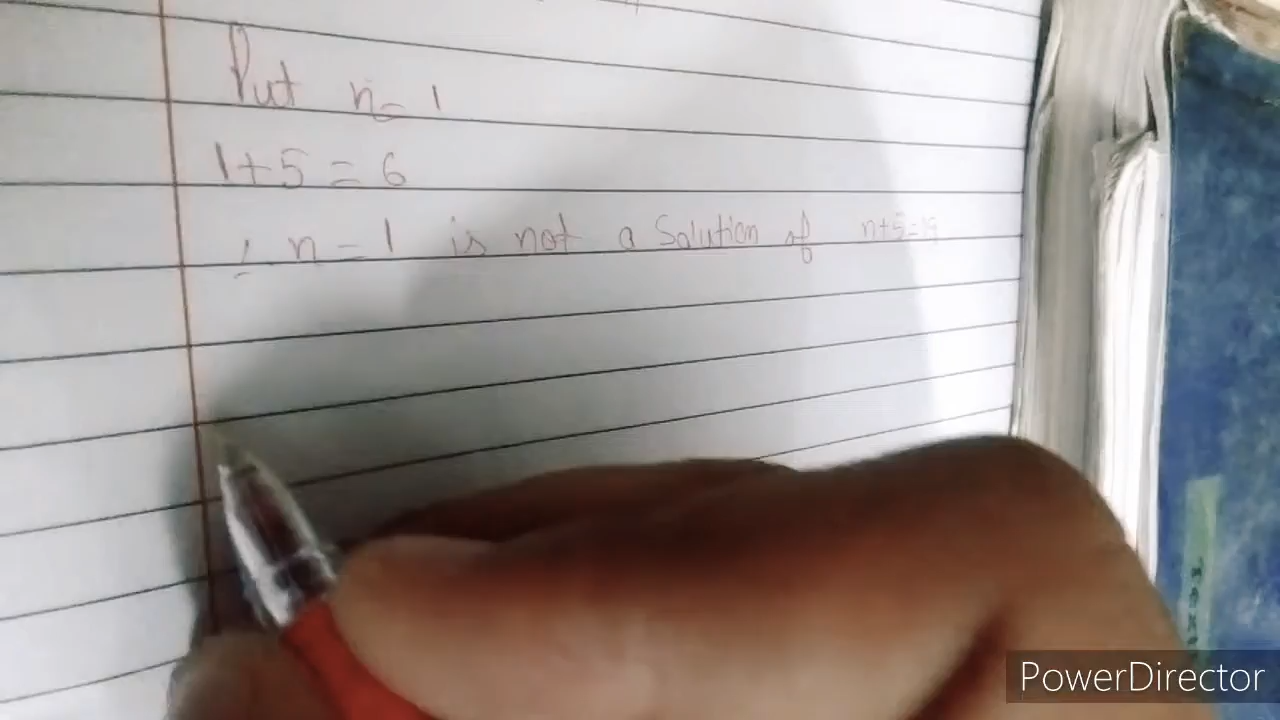 Put n = 1
1 + 5 = 6
∴ n = 1 is not a Solution of n+5=19
PowerDirector